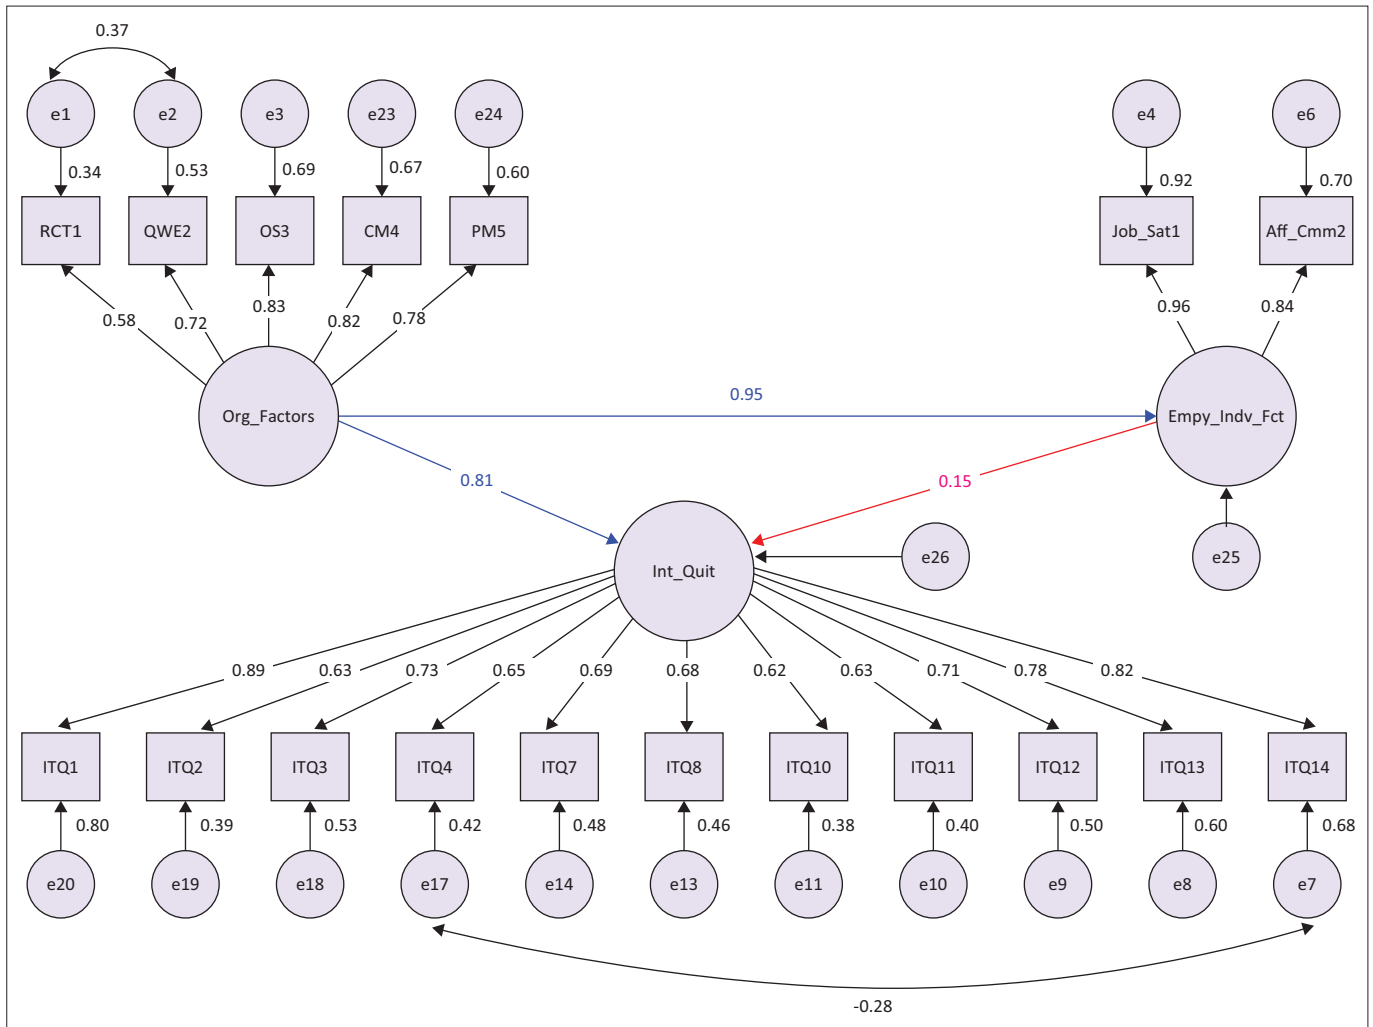 0.37
e1 e2 e3 e23 e24 e4 e6
0.34 0.53 0.69 0.67 0.60 0.92 0.70
RCT1 QWE2 OS3 CM4 PM5 Job_Sat1 Aff_Cmm2
0.58 0.72 0.83 0.82 0.78 0.96 0.84
0.95
Org_Factors Empy_Indv_Fct
0.81 0.15
Int_Quit e26 e25
0.89 0.63 0.73 0.65 0.69 0.68 0.62 0.63 0.71 0.78 0.82
ITQ1 ITQ2 ITQ3 ITQ4 ITQ7 ITQ8 ITQ10 ITQ11 ITQ12 ITQ13 ITQ14
0.80 0.39 0.53 0.42 0.48 0.46 0.38 0.40 0.50 0.60 0.68
e20 e19 e18 e17 e14 e13 e11 e10 e9 e8 e7
-0.28